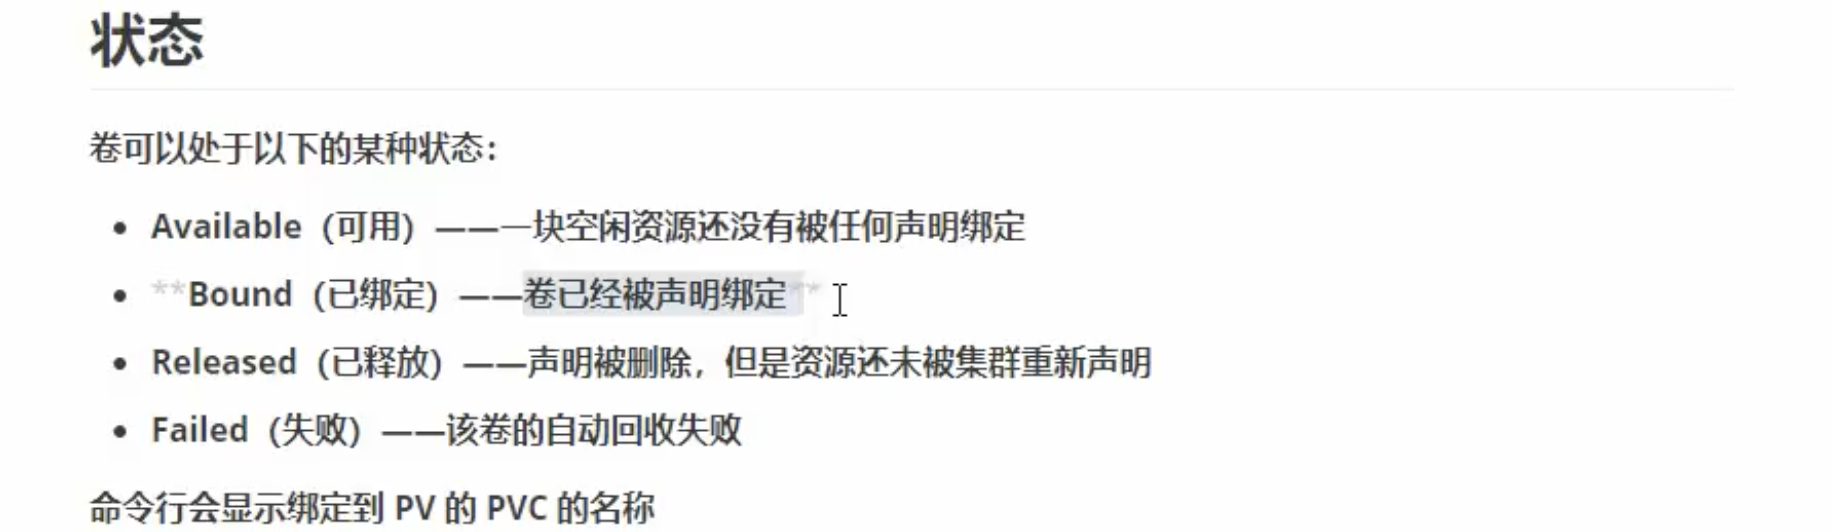 状态
卷可以处于以下的某种状态：
• Available（可用）——一块空闲资源还没有被任何声明绑定
• **Bound（已绑定）——卷已经被声明绑定**
• Released（已释放）——声明被删除，但是资源还未被集群重新声明
• Failed（失败）——该卷的自动回收失败
命令行会显示绑定到 PV 的 PVC 的名称